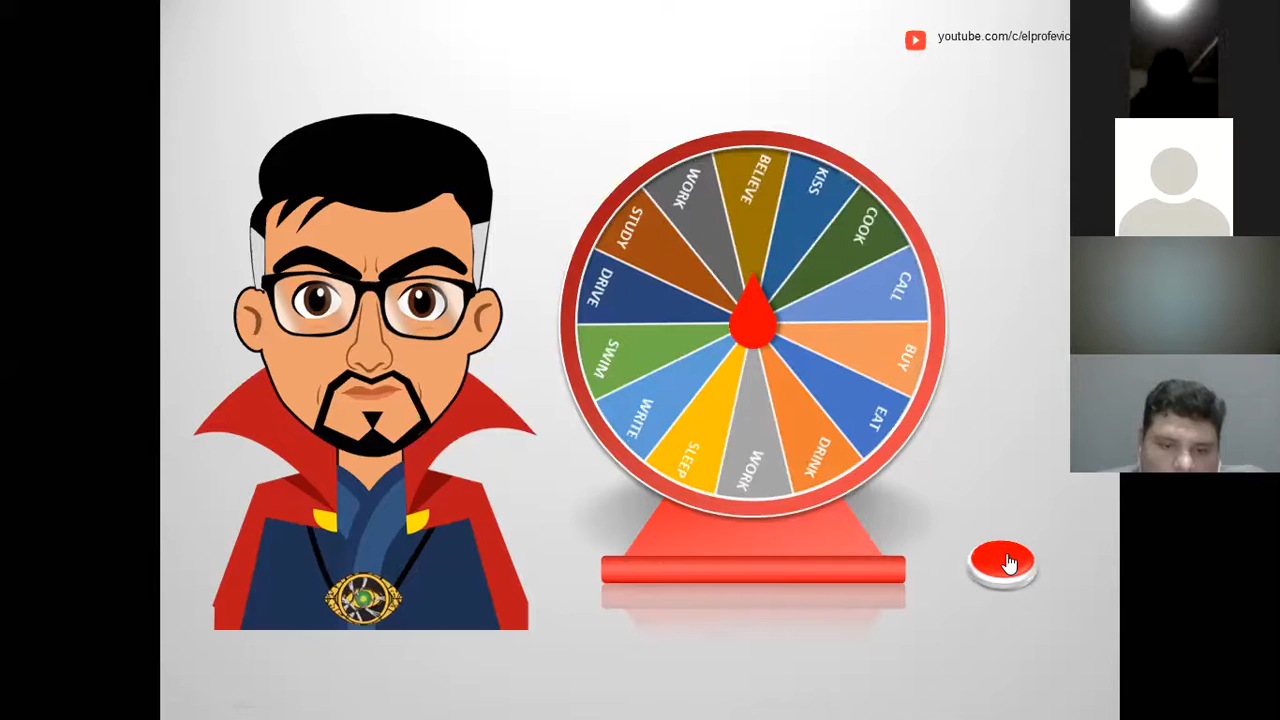 youtube.com/c/elprofevic
BELIEVE
KISS
COOK
CALL
BUY
EAT
DRINK
WORK
SLEEP
WRITE
SWIM
DRIVE
STUDY
WORK